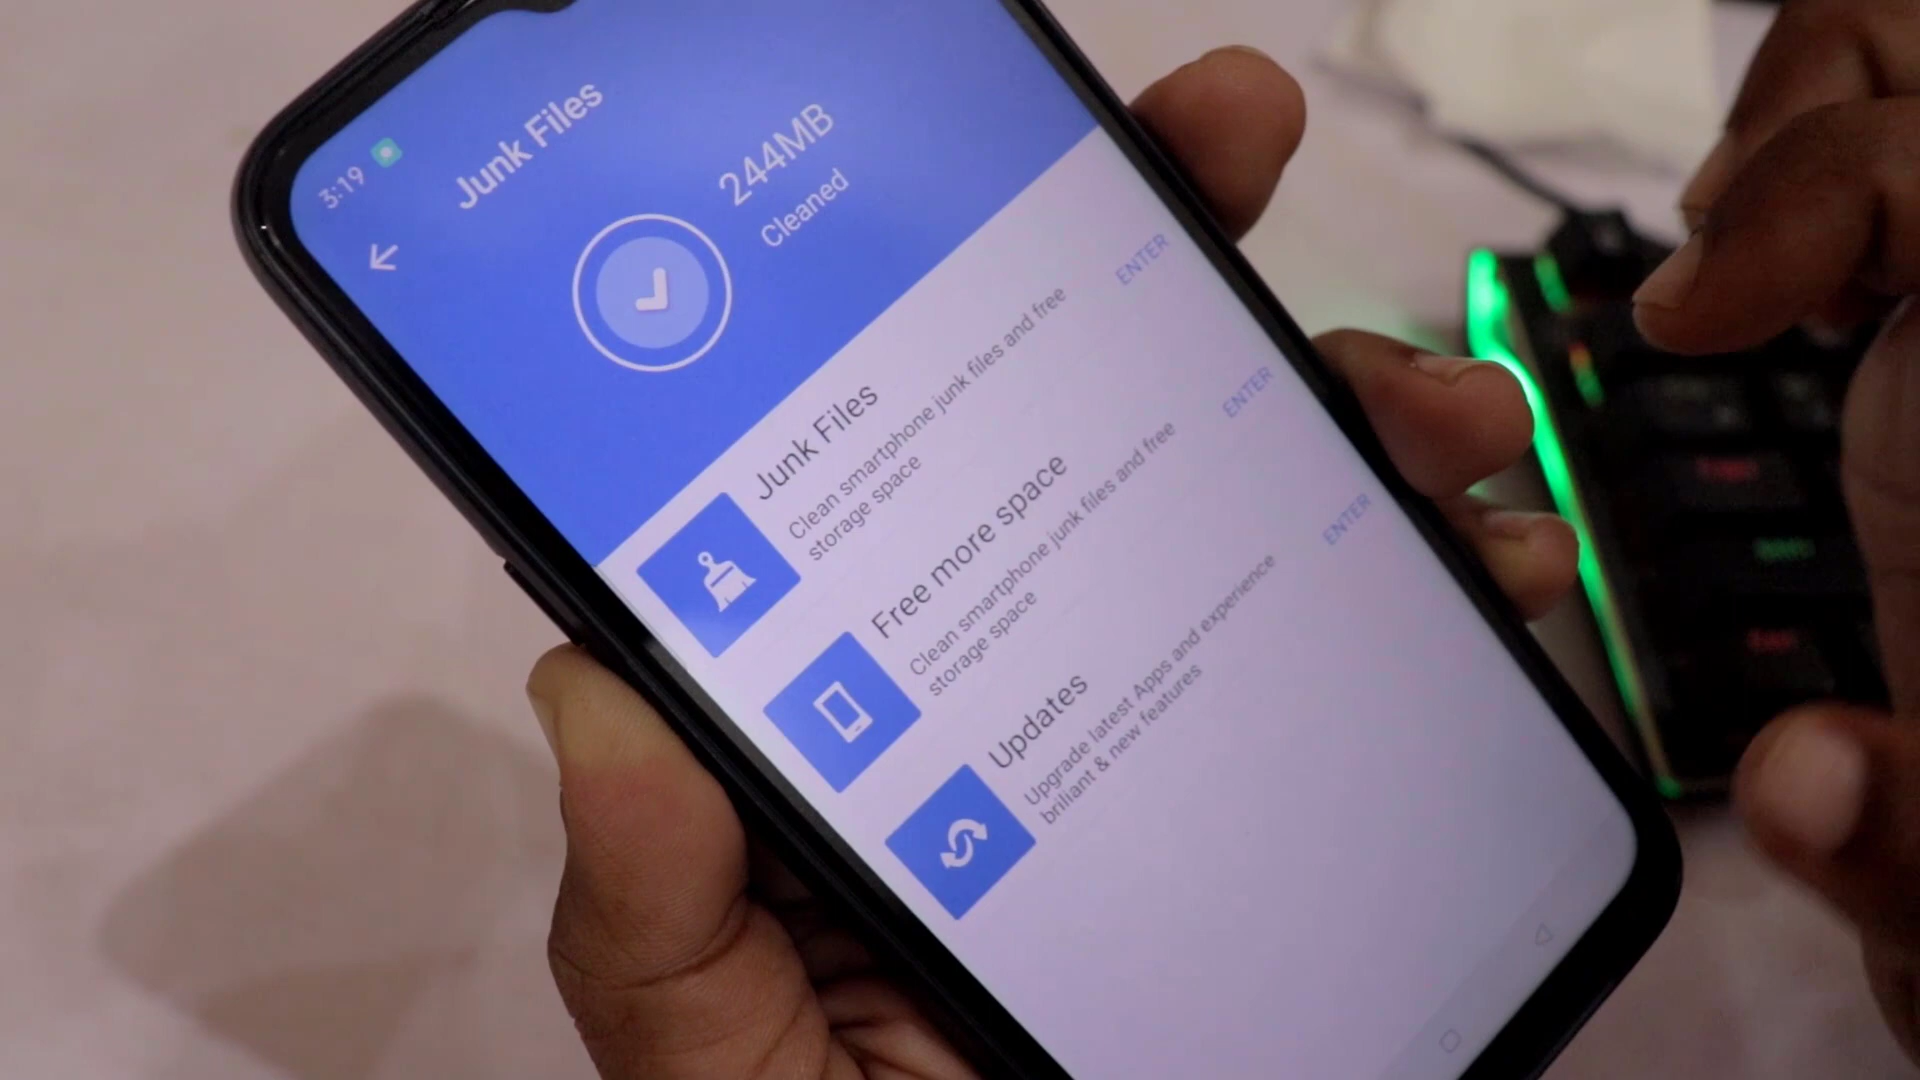 3:19
Junk Files
244MB
Cleaned
Junk Files
Clean smartphone junk files and free
storage space
ENTER
Free more space
Clean smartphone junk files and free
storage space
ENTER
Updates
Upgrade latest Apps and experience
briliant & new features
ENTER